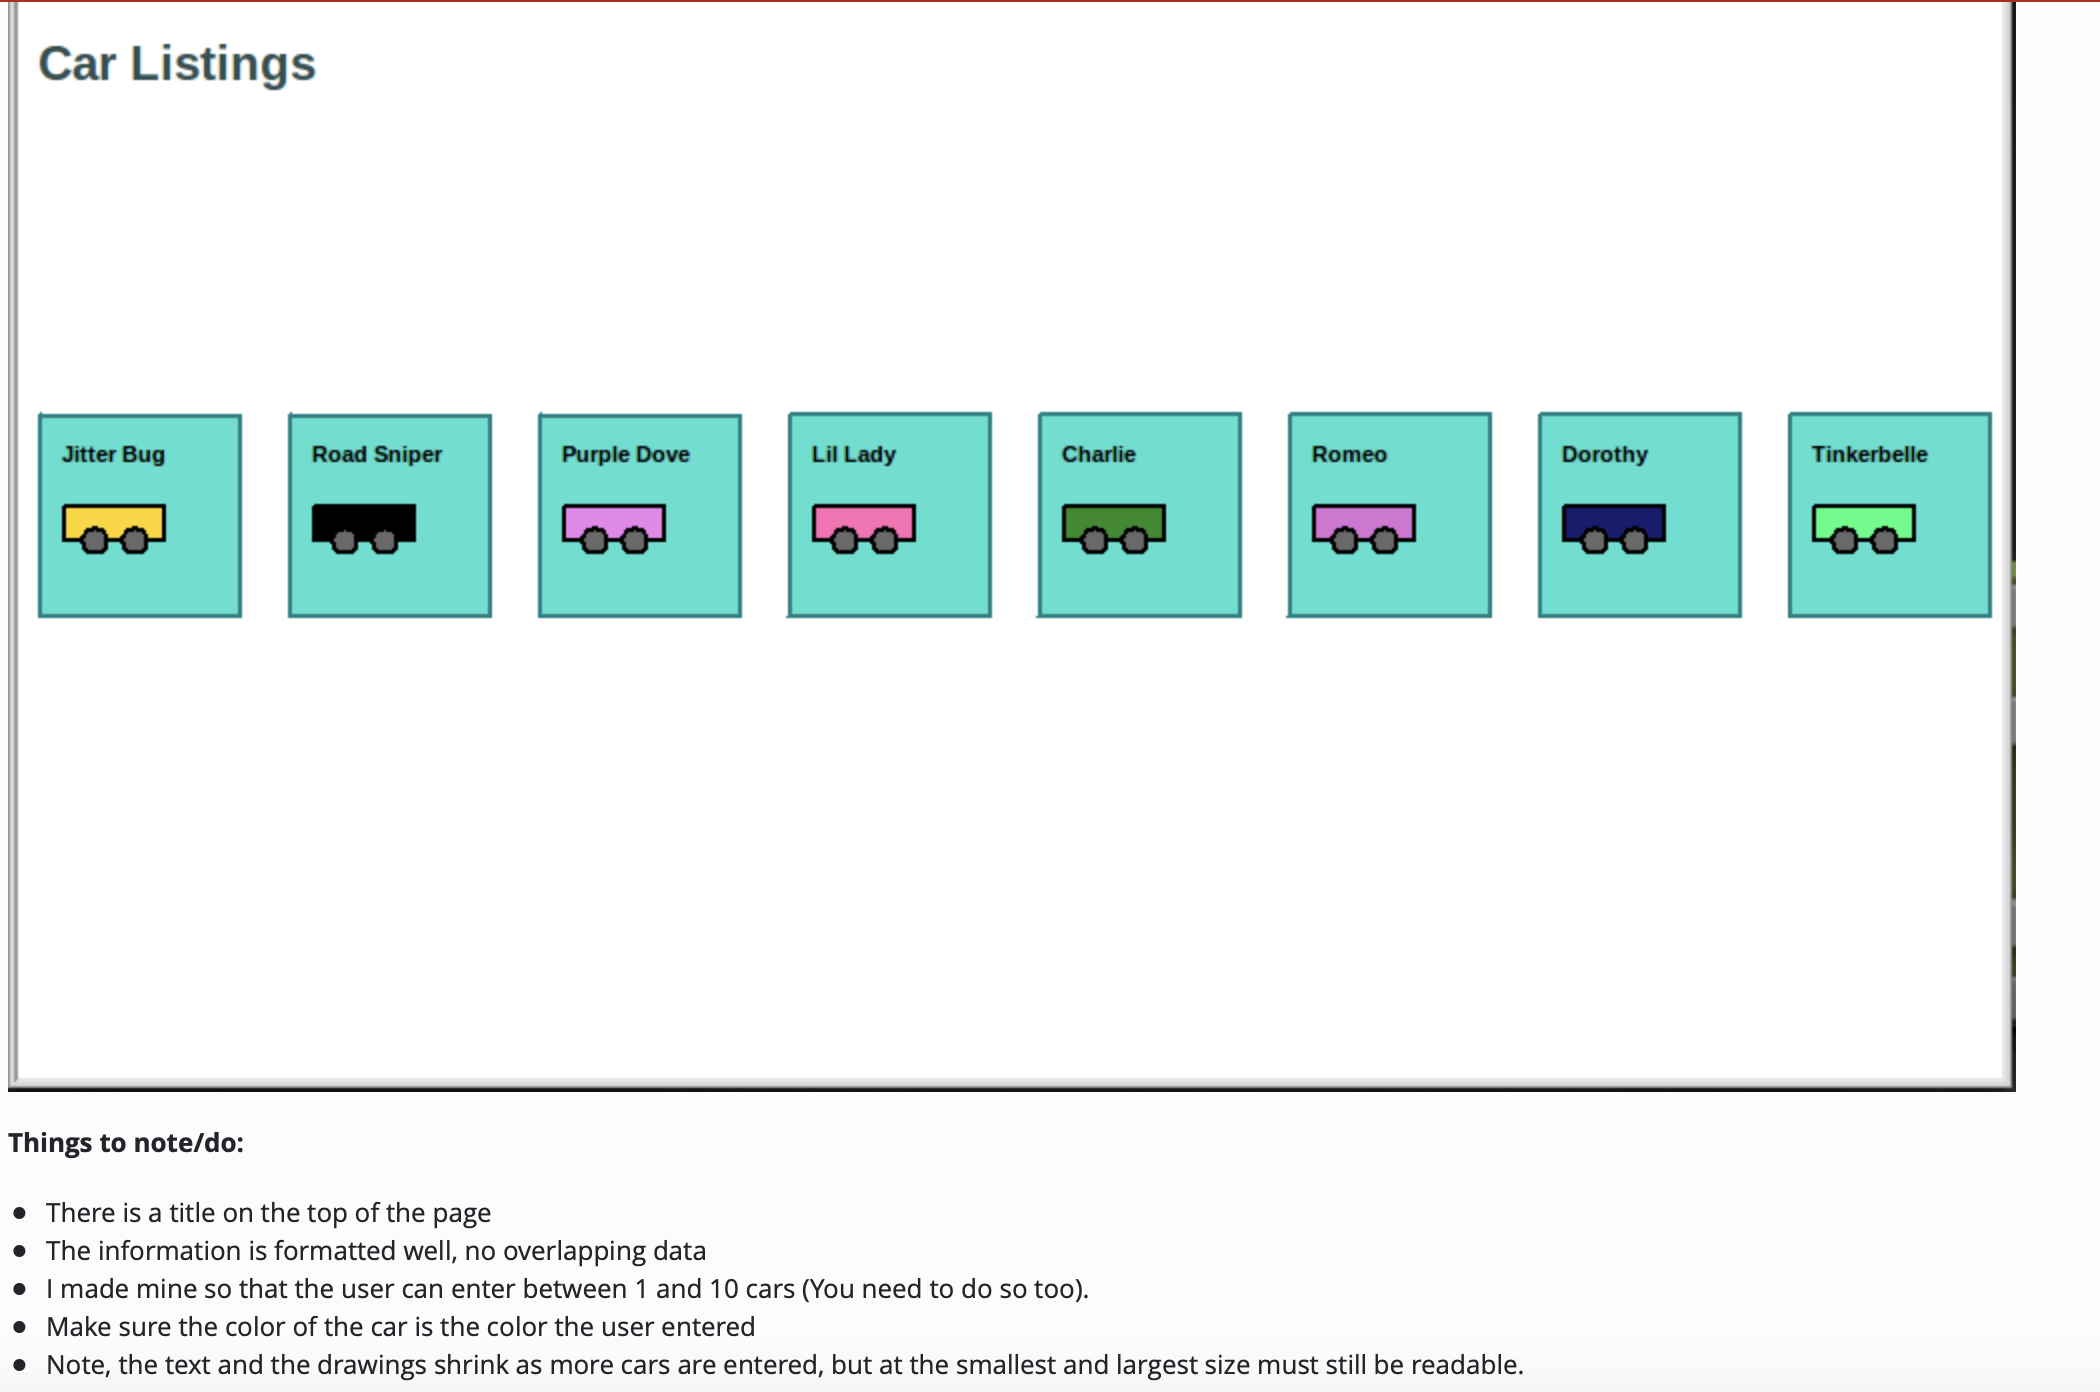 Car Listings
Jitter Bug
Road Sniper
Purple Dove
Lil Lady
Charlie
Romeo
Dorothy
Tinkerbelle
Things to note/do:
There is a title on the top of the page
The information is formatted well, no overlapping data
I made mine so that the user can enter between 1 and 10 cars (You need to do so too).
Make sure the color of the car is the color the user entered
Note, the text and the drawings shrink as more cars are entered, but at the smallest and largest size must still be readable.